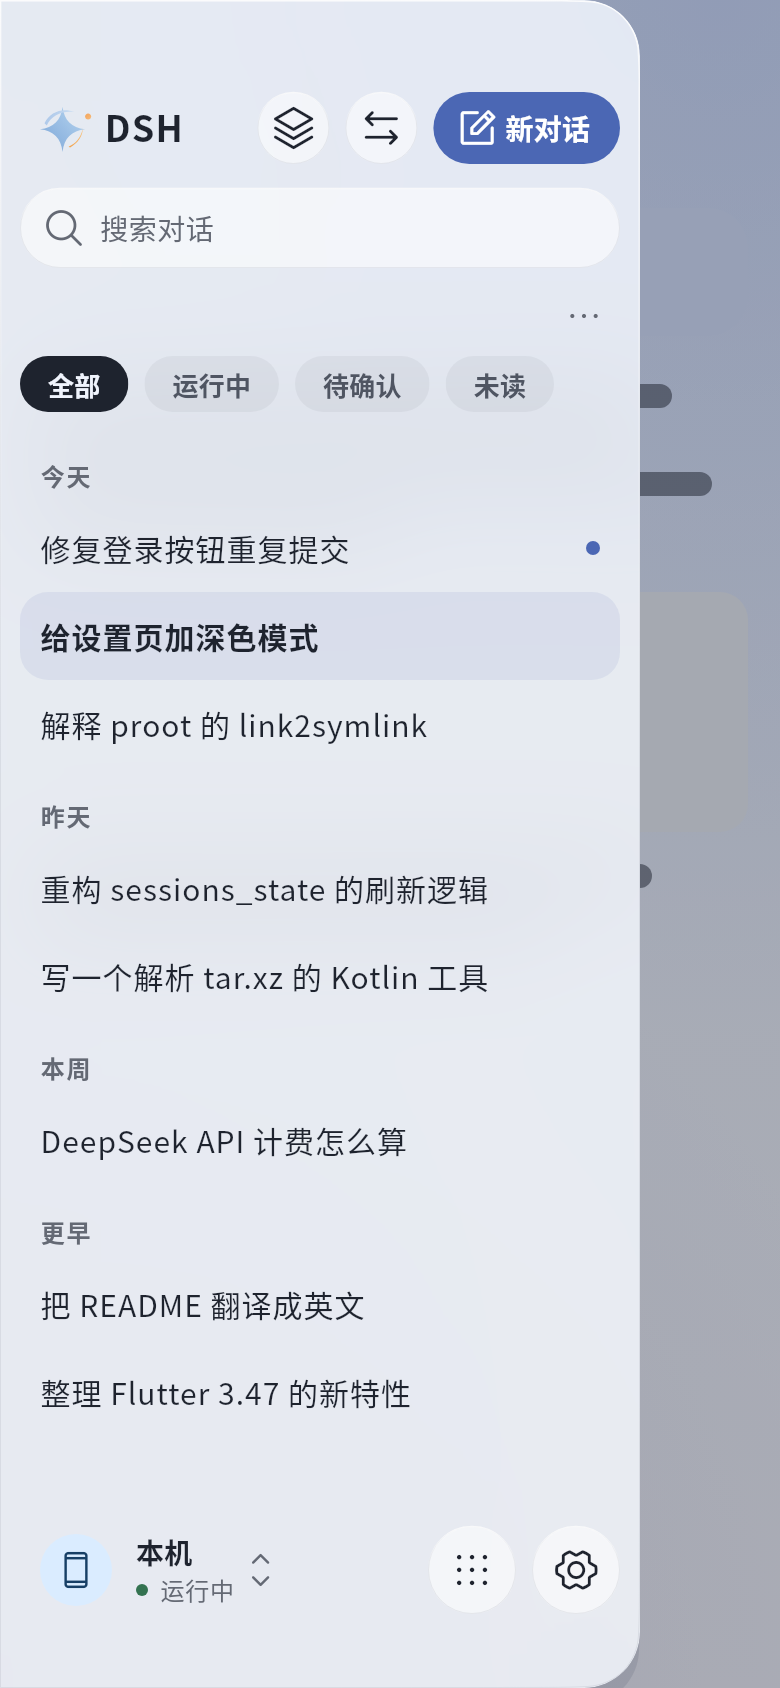 DSH
新对话
搜索对话
...
全部 运行中 待确认 未读
今天
修复登录按钮重复提交
给设置页加深色模式
解释 proot 的 link2symlink
昨天
重构 sessions_state 的刷新逻辑
写一个解析 tar.xz 的 Kotlin 工具
本周
DeepSeek API 计费怎么算
更早
把 README 翻译成英文
整理 Flutter 3.47 的新特性
本机
运行中